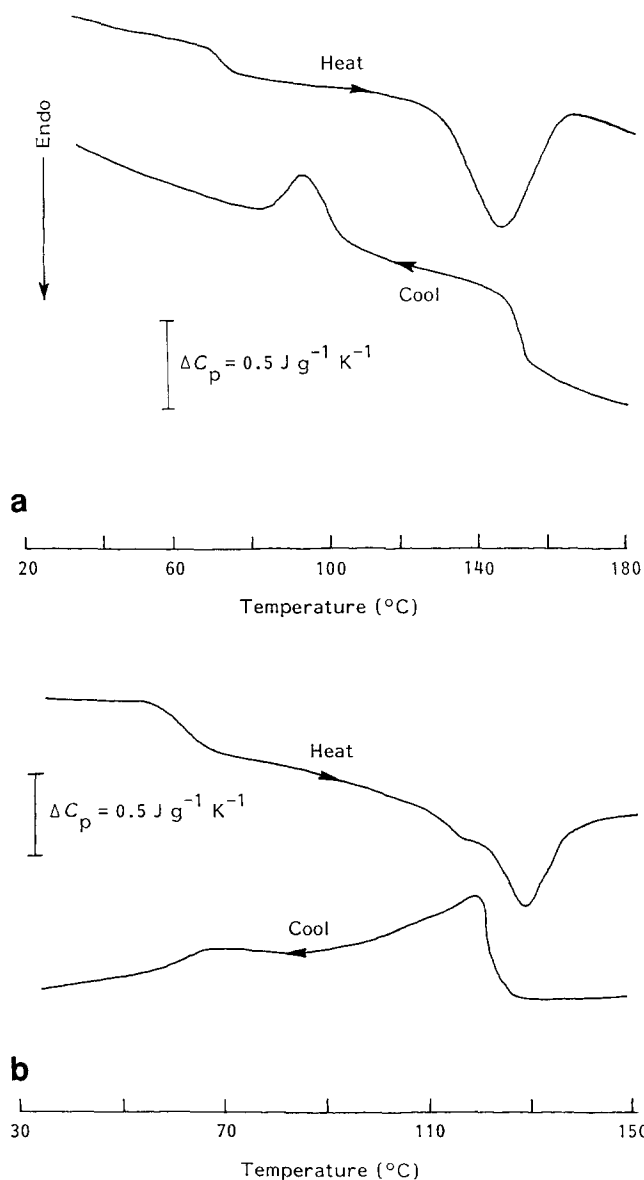 Heat
Endo
Cool
ΔCp = 0.5 J g⁻¹ K⁻¹
a
20 60 100 140 180
Temperature (°C)
Heat
ΔCp = 0.5 J g⁻¹ K⁻¹
Cool
b
30 70 110 150
Temperature (°C)